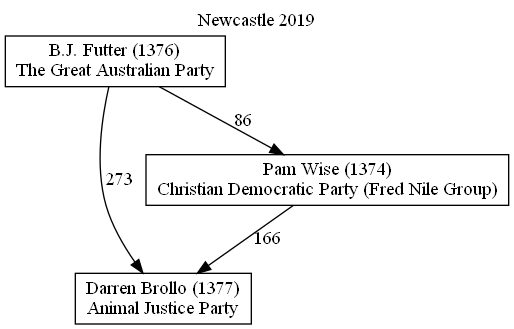 Newcastle 2019
B.J. Futter (1376)
The Great Australian Party
86
Pam Wise (1374)
Christian Democratic Party (Fred Nile Group)
273
166
Darren Brollo (1377)
Animal Justice Party